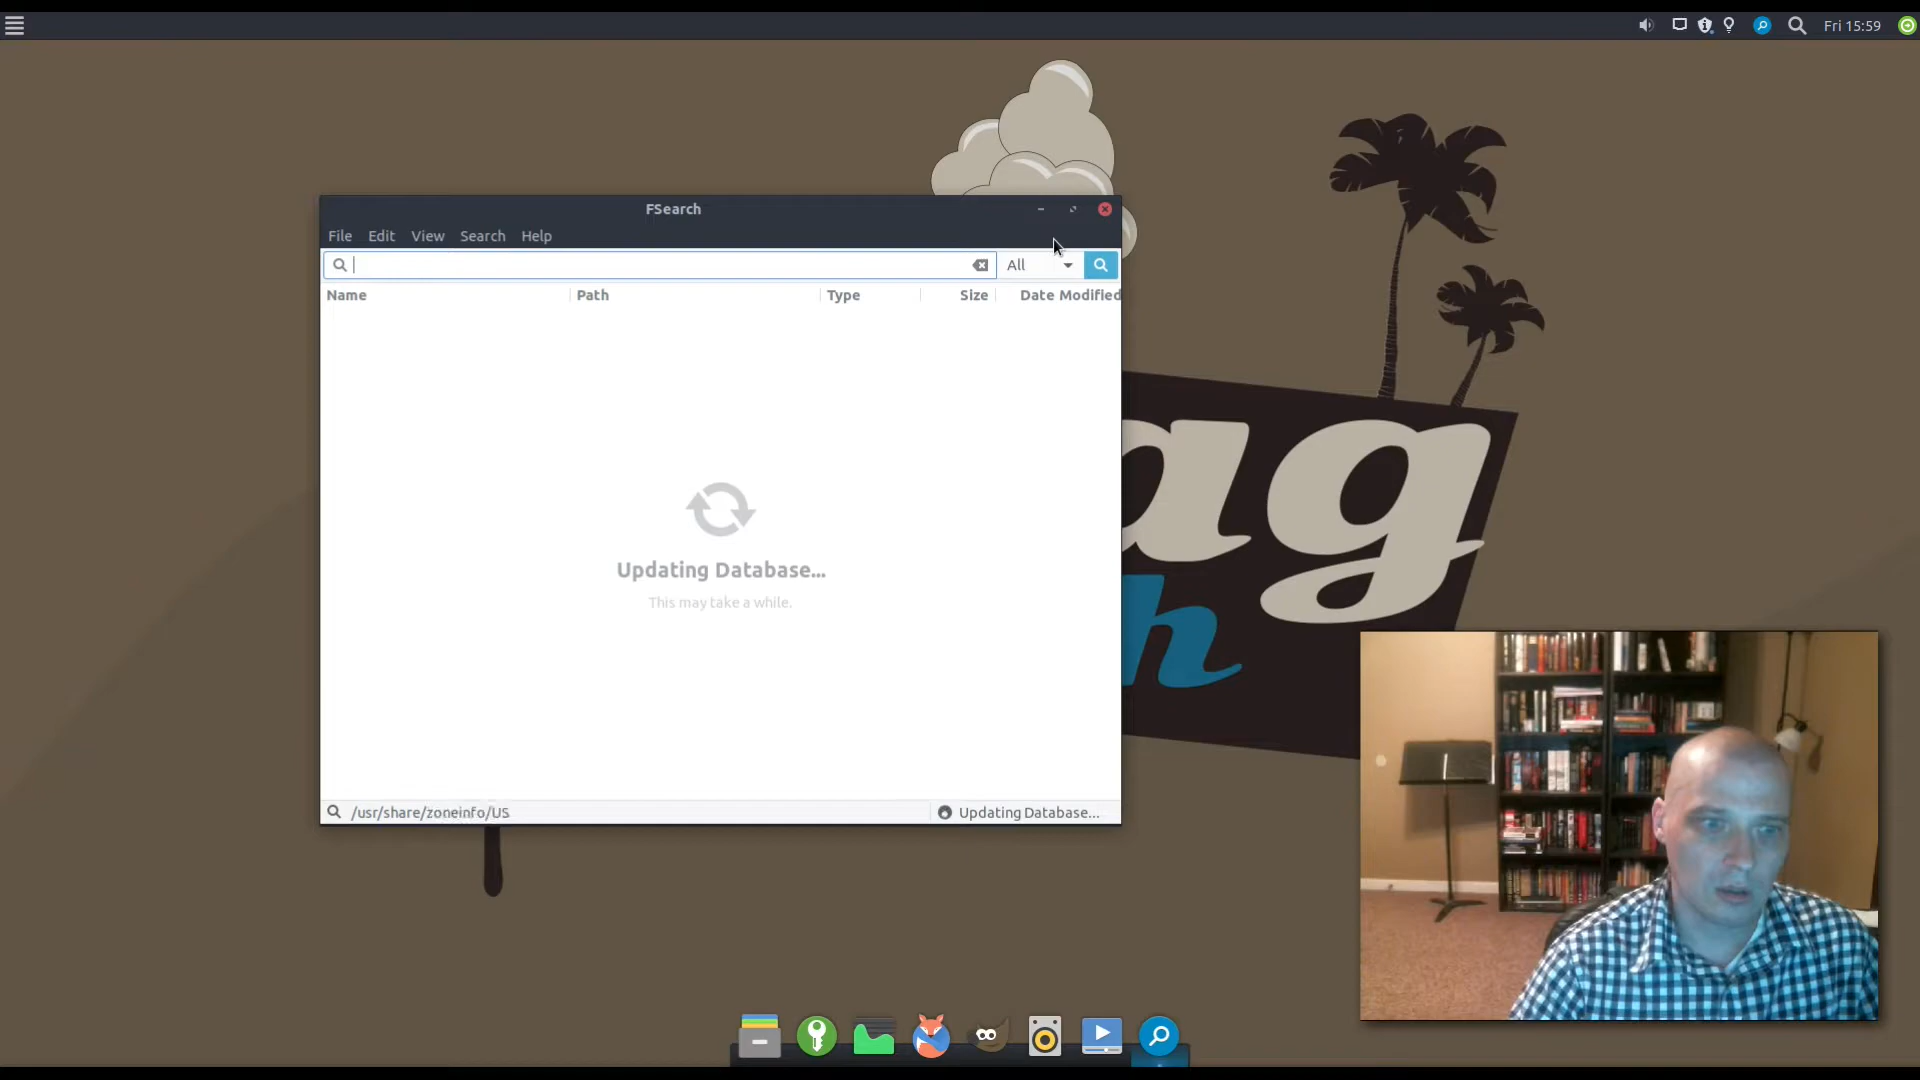 Fri 15:59
FSearch
File Edit View Search Help
All
Name Path Type Size Date Modified
Updating Database...
This may take a while.
/usr/share/zoneinfo/US Updating Database...
ag
h